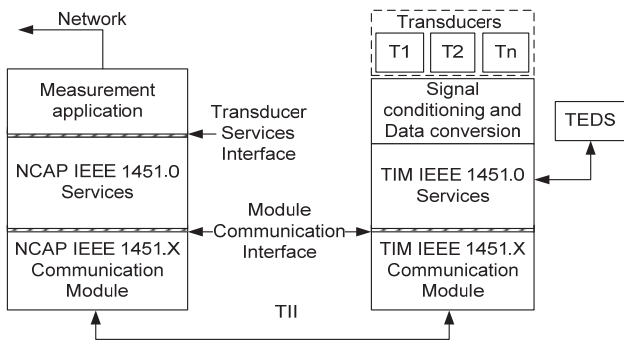 Network
Transducers
T1
T2
Tn
Measurement
application
Signal
conditioning and
Data conversion
Transducer
Services
Interface
TEDS
NCAP IEEE 1451.0
Services
TIM IEEE 1451.0
Services
Module
Communication
Interface
NCAP IEEE 1451.X
Communication
Module
TIM IEEE 1451.X
Communication
Module
TII